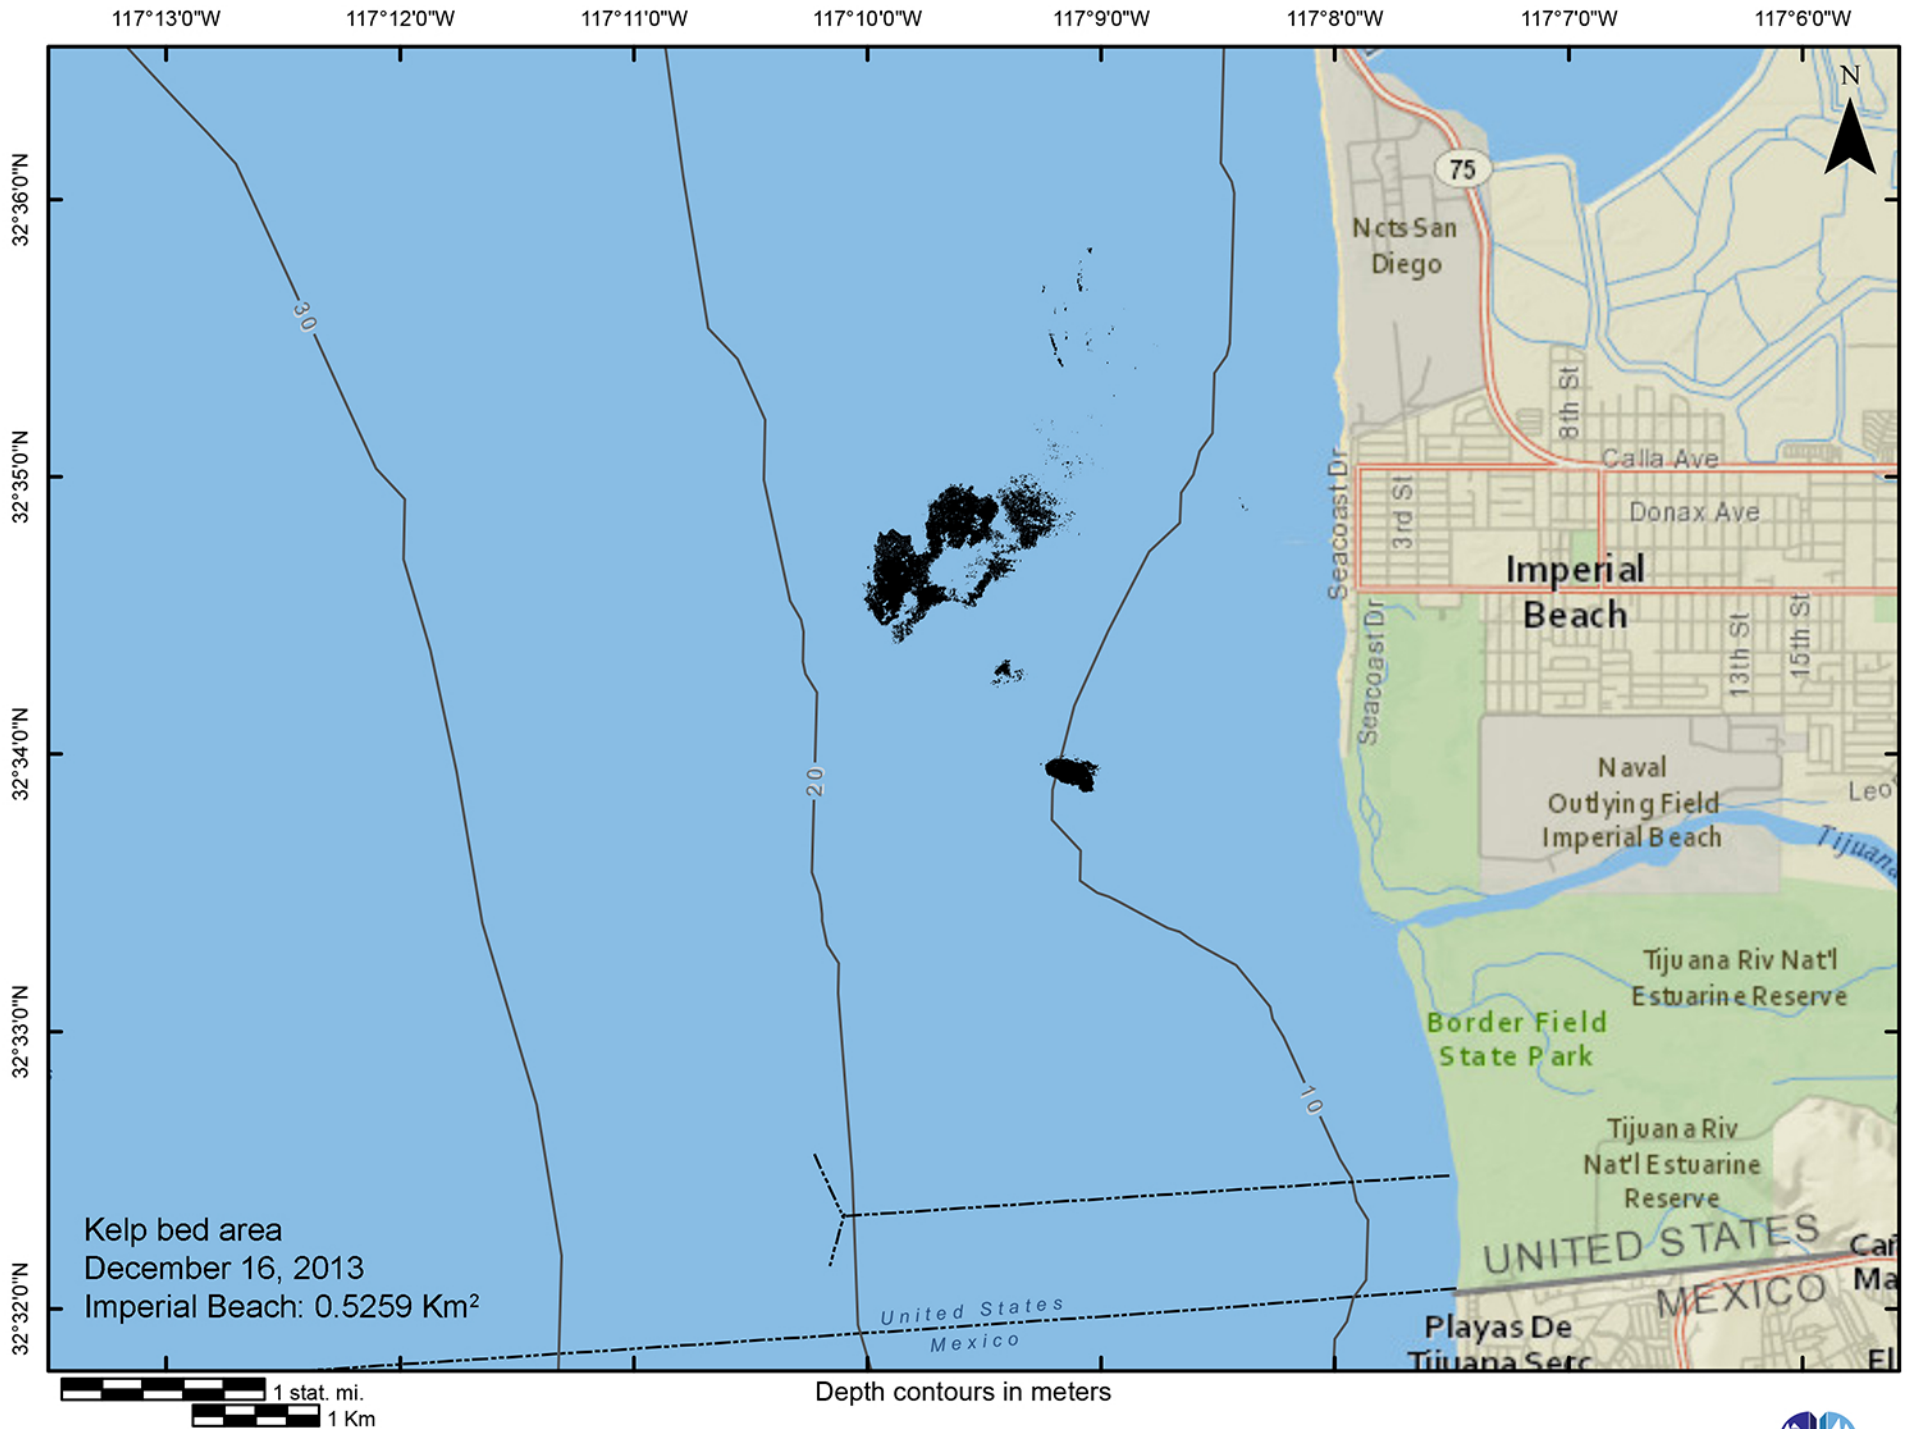 117°13'0"W 117°12'0"W 117°11'0"W 117°10'0"W 117°9'0"W 117°8'0"W 117°7'0"W 117°6'0"W
N
32°36'0"N
75
Ncts San
Diego
30
8th St
32°35'0"N
Calla Ave
Seacoast Dr
3rd St
Donax Ave
Imperial
Beach
Seacoast Dr
13th St
15th St
32°34'0"N
20
Naval
Outlying Field
Imperial Beach
Leo
Tijuana
32°33'0"N
Tijuana Riv Nat'l
Estuarine Reserve
Border Field
State Park
10
Tijuana Riv
Nat'l Estuarine
Reserve
UNITED STATES
MEXICO
Ma
32°32'0"N
Kelp bed area
December 16, 2013
Imperial Beach: 0.5259 Km²
United States
Mexico
Playas De
Tijuana Serc
El
1 stat. mi.
1 Km
Depth contours in meters